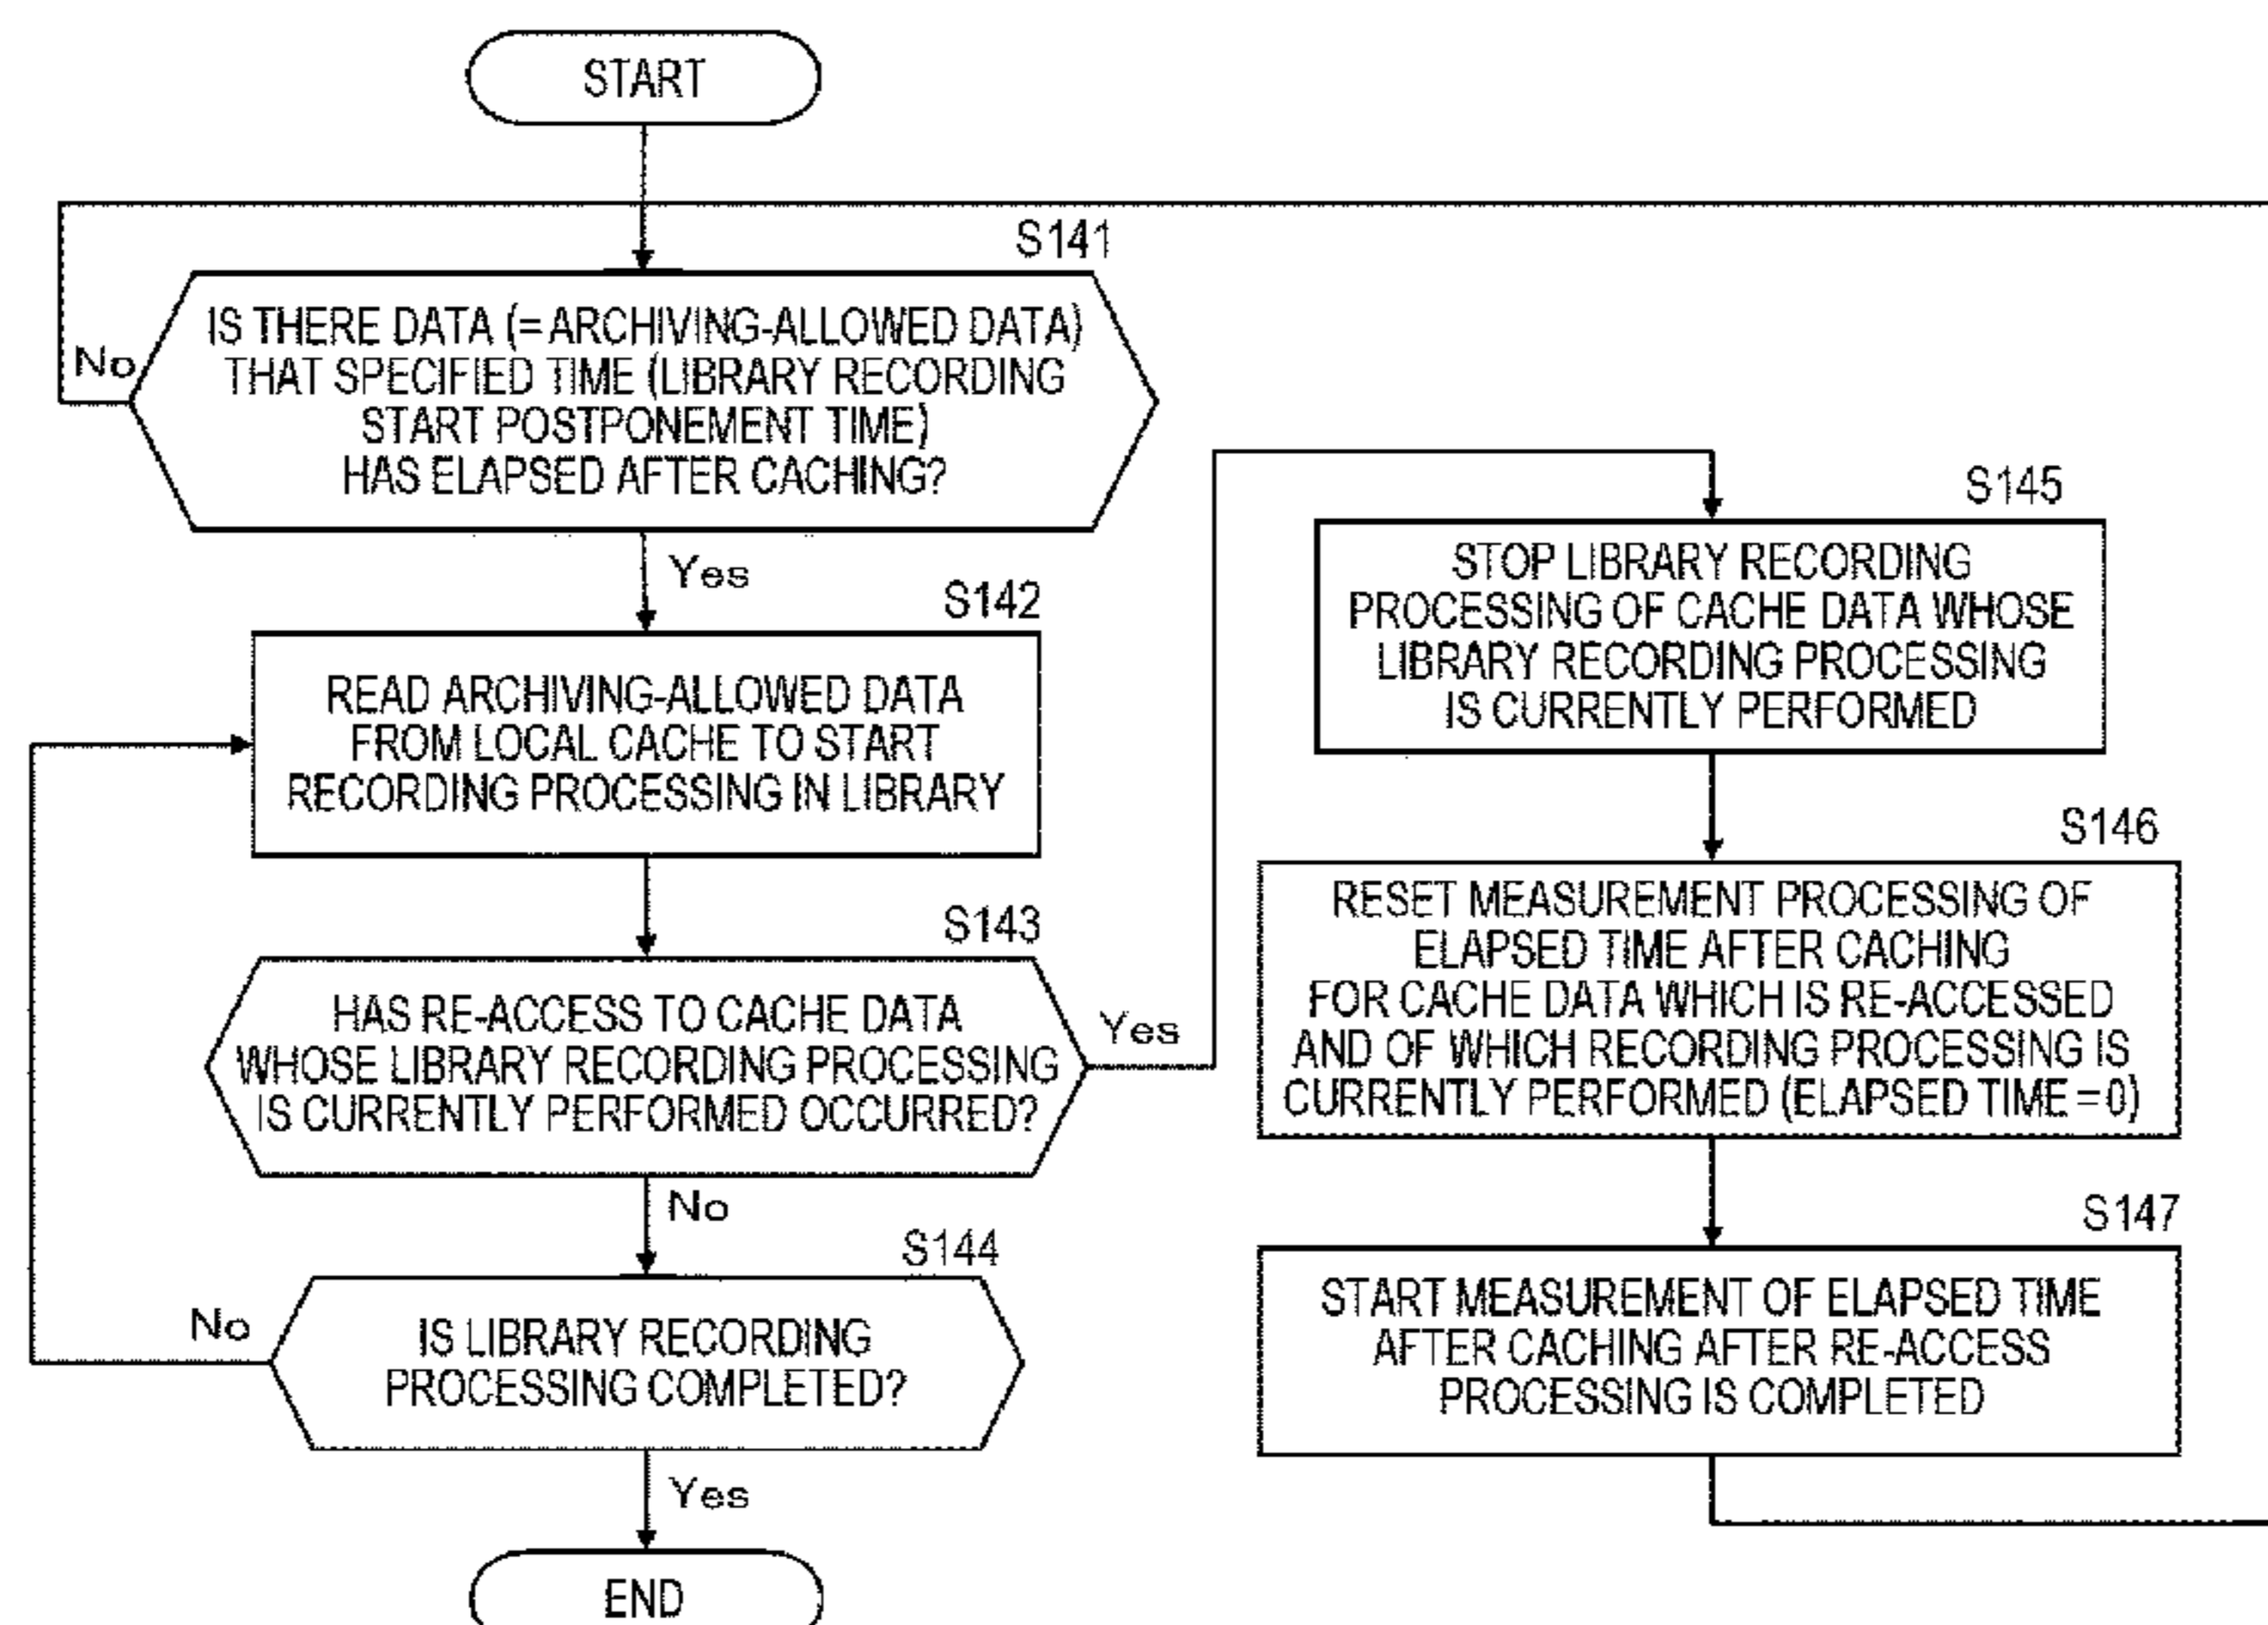 START
S141
IS THERE DATA (= ARCHIVING-ALLOWED DATA)
THAT SPECIFIED TIME (LIBRARY RECORDING
START POSTPONEMENT TIME)
HAS ELAPSED AFTER CACHING?
No
Yes
S142
READ ARCHIVING-ALLOWED DATA
FROM LOCAL CACHE TO START
RECORDING PROCESSING IN LIBRARY
S143
HAS RE-ACCESS TO CACHE DATA
WHOSE LIBRARY RECORDING PROCESSING
IS CURRENTLY PERFORMED OCCURRED?
Yes
No
S144
IS LIBRARY RECORDING
PROCESSING COMPLETED?
No
Yes
END
S145
STOP LIBRARY RECORDING
PROCESSING OF CACHE DATA WHOSE
LIBRARY RECORDING PROCESSING
IS CURRENTLY PERFORMED
S146
RESET MEASUREMENT PROCESSING OF
ELAPSED TIME AFTER CACHING
FOR CACHE DATA WHICH IS RE-ACCESSED
AND OF WHICH RECORDING PROCESSING IS
CURRENTLY PERFORMED (ELAPSED TIME = 0)
S147
START MEASUREMENT OF ELAPSED TIME
AFTER CACHING AFTER RE-ACCESS
PROCESSING IS COMPLETED